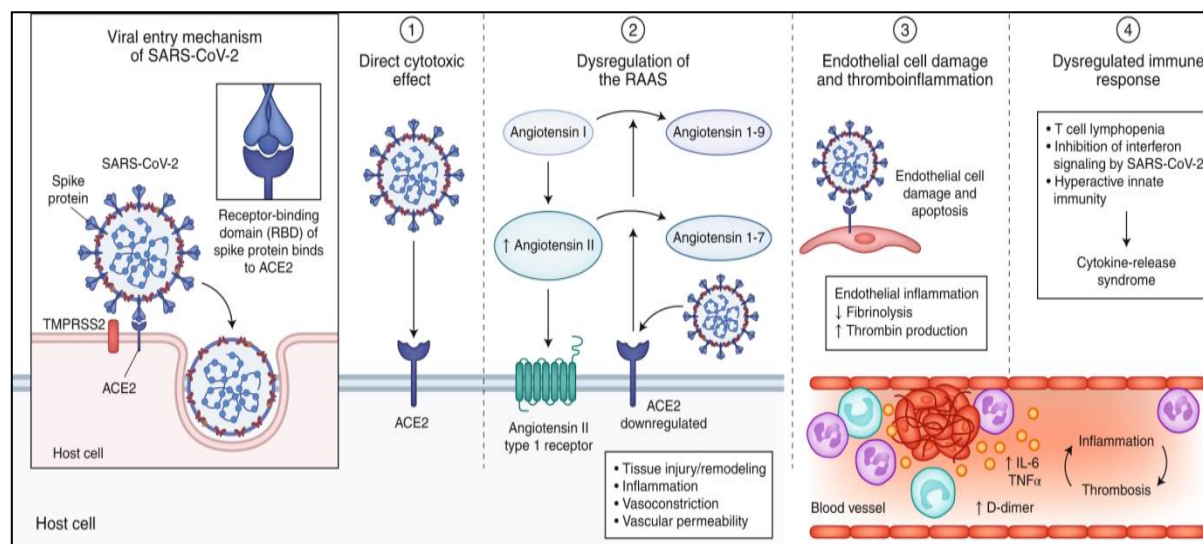 Viral entry mechanism
of SARS-CoV-2
SARS-CoV-2
Spike
protein
Receptor-binding
domain (RBD) of
spike protein binds
to ACE2
TMPRSS2
ACE2
Host cell
Host cell
1
Direct cytotoxic
effect
ACE2
2
Dysregulation of
the RAAS
Angiotensin I
Angiotensin 1-9
↑ Angiotensin II
Angiotensin 1-7
Angiotensin II
type 1 receptor
ACE2
downregulated
• Tissue injury/remodeling
• Inflammation
• Vasoconstriction
• Vascular permeability
3
Endothelial cell damage
and thromboinflammation
Endothelial cell
damage and
apoptosis
Endothelial inflammation
↓ Fibrinolysis
↑ Thrombin production
4
Dysregulated immune
response
• T cell lymphopenia
• Inhibition of interferon
signaling by SARS-CoV-2
• Hyperactive innate
immunity
Cytokine-release
syndrome
↑ IL-6
TNFα
↑ D-dimer
Inflammation
Thrombosis
Blood vessel